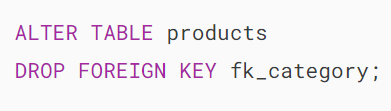 ALTER TABLE products
DROP FOREIGN KEY fk_category;